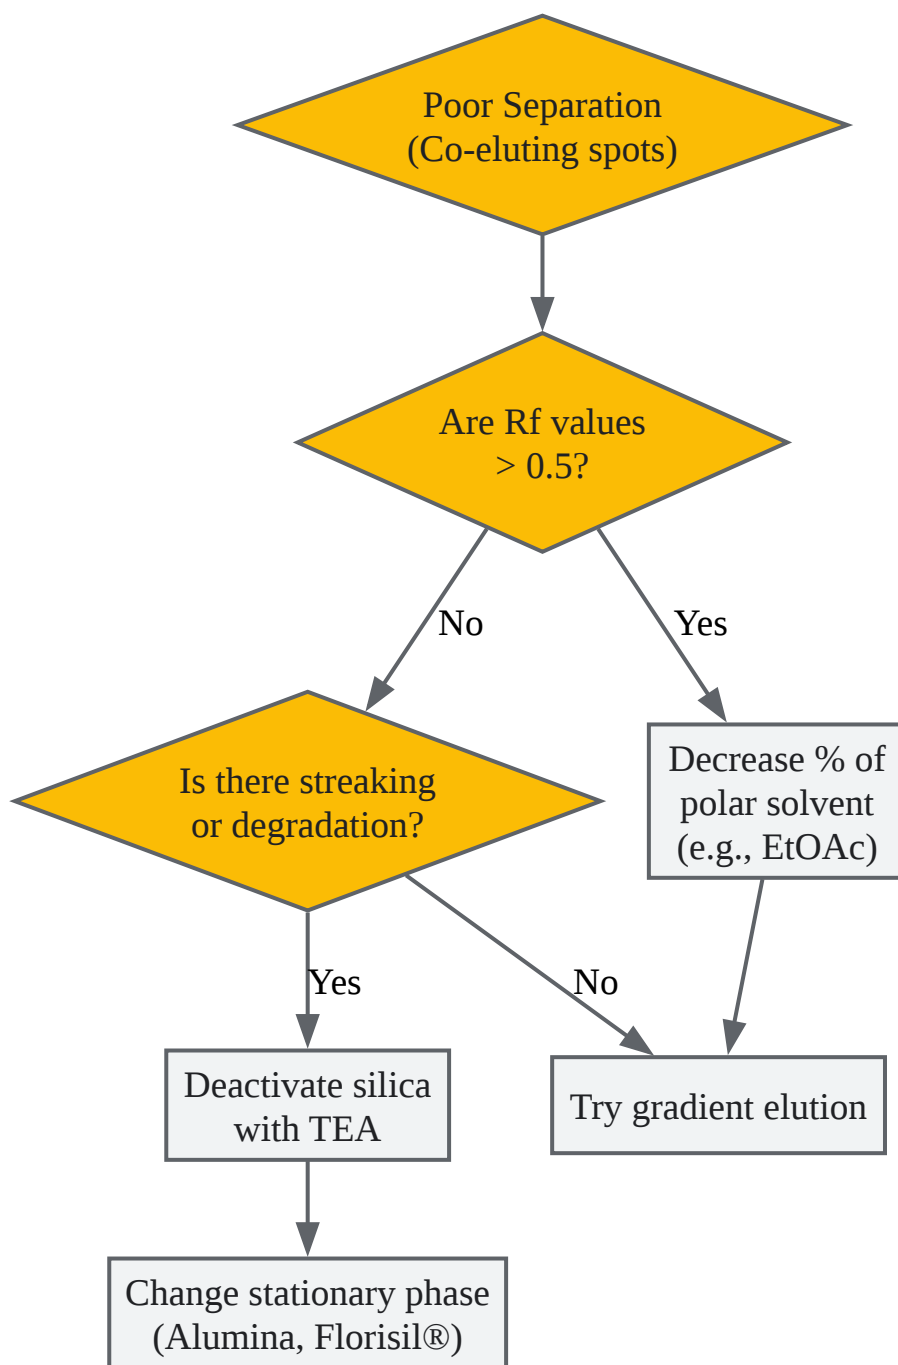 Poor Separation
(Co-eluting spots)
Are Rf values
> 0.5?
No
Yes
Is there streaking
or degradation?
Decrease % of
polar solvent
(e.g., EtOAc)
Yes
No
Deactivate silica
with TEA
Try gradient elution
Change stationary phase
(Alumina, Florisil®)